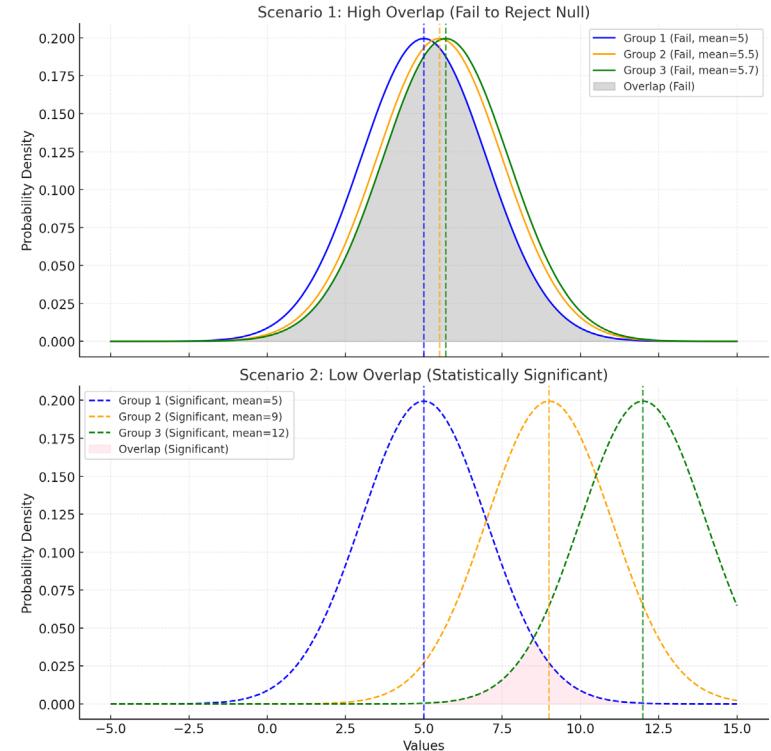 Scenario 1: High Overlap (Fail to Reject Null)
Group 1 (Fail, mean=5)
Group 2 (Fail, mean=5.5)
Group 3 (Fail, mean=5.7)
Overlap (Fail)
Probability Density
0.200
0.175
0.150
0.125
0.100
0.075
0.050
0.025
0.000
Scenario 2: Low Overlap (Statistically Significant)
Group 1 (Significant, mean=5)
Group 2 (Significant, mean=9)
Group 3 (Significant, mean=12)
Overlap (Significant)
Probability Density
0.200
0.175
0.150
0.125
0.100
0.075
0.050
0.025
0.000
−5.0 −2.5 0.0 2.5 5.0 7.5 10.0 12.5 15.0
Values